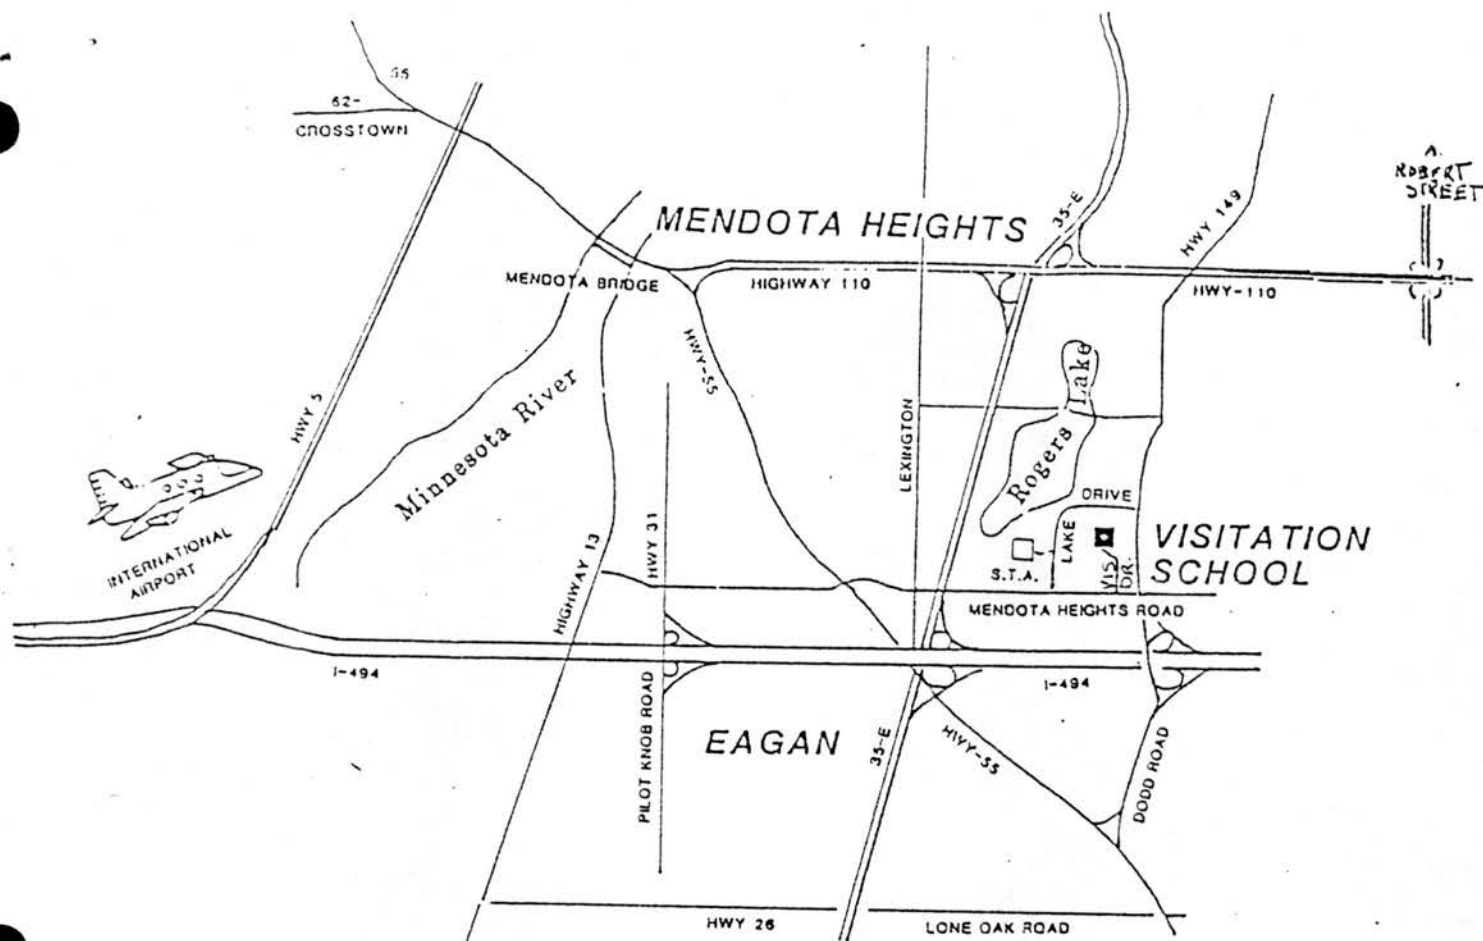 55
62-
CROSSTOWN
N.
ROBERT
STREET
MENDOTA HEIGHTS
35-E
HWY 149
MENDOTA BRIDGE
HIGHWAY 110
HWY-110
HWY-55
HWY 5
Minnesota River
LEXINGTON
Rogers Lake
DRIVE
LAKE
VISITATION
SCHOOL
S.T.A.
VIS.
DR.
INTERNATIONAL
AIRPORT
HIGHWAY 13
HWY 31
MENDOTA HEIGHTS ROAD
I-494
I-494
PILOT KNOB ROAD
EAGAN
35-E
HWY-55
DODD ROAD
HWY 26
LONE OAK ROAD